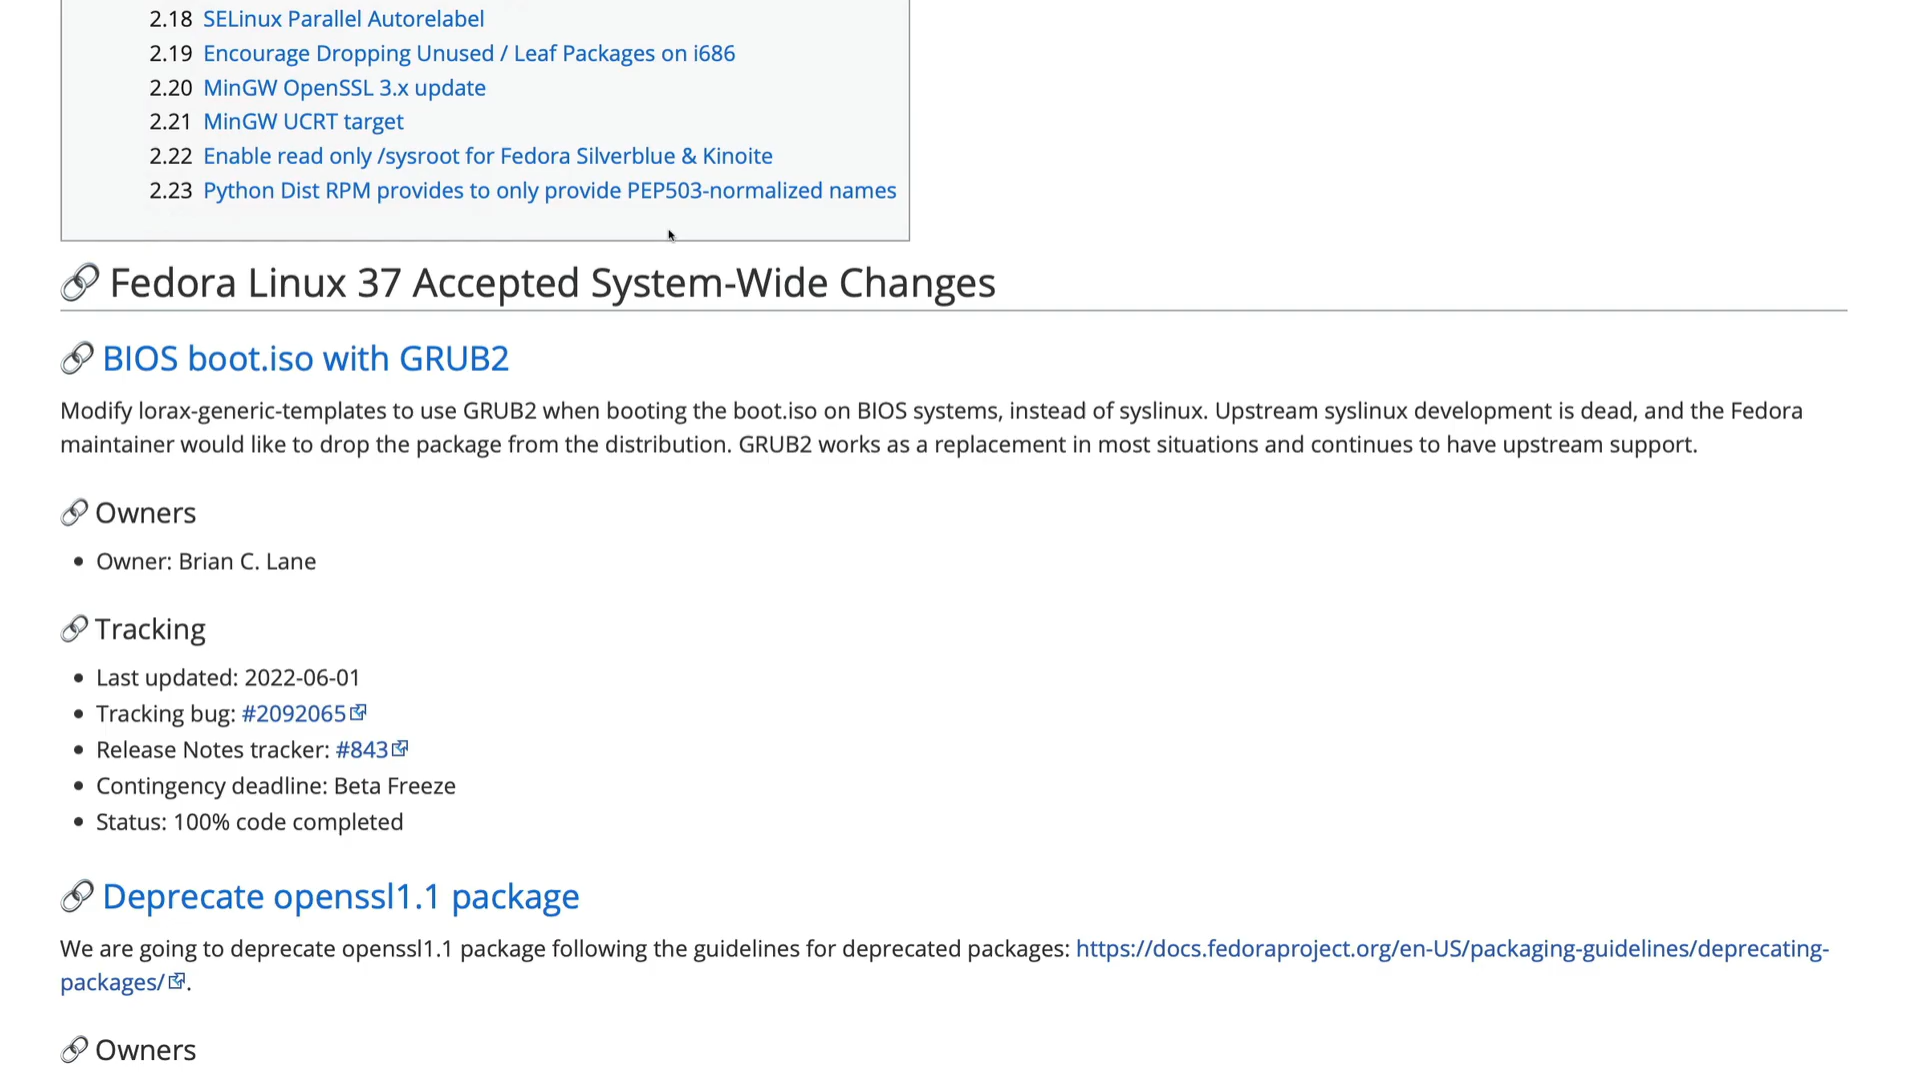 2.18 SELinux Parallel Autorelabel
2.19 Encourage Dropping Unused / Leaf Packages on i686
2.20 MinGW OpenSSL 3.x update
2.21 MinGW UCRT target
2.22 Enable read only /sysroot for Fedora Silverblue & Kinoite
2.23 Python Dist RPM provides to only provide PEP503-normalized names
Fedora Linux 37 Accepted System-Wide Changes
BIOS boot.iso with GRUB2
Modify lorax-generic-templates to use GRUB2 when booting the boot.iso on BIOS systems, instead of syslinux. Upstream syslinux development is dead, and the Fedora
maintainer would like to drop the package from the distribution. GRUB2 works as a replacement in most situations and continues to have upstream support.
Owners
• Owner: Brian C. Lane
Tracking
• Last updated: 2022-06-01
• Tracking bug: #2092065
• Release Notes tracker: #843
• Contingency deadline: Beta Freeze
• Status: 100% code completed
Deprecate openssl1.1 package
We are going to deprecate openssl1.1 package following the guidelines for deprecated packages: https://docs.fedoraproject.org/en-US/packaging-guidelines/deprecating-
packages/.
Owners